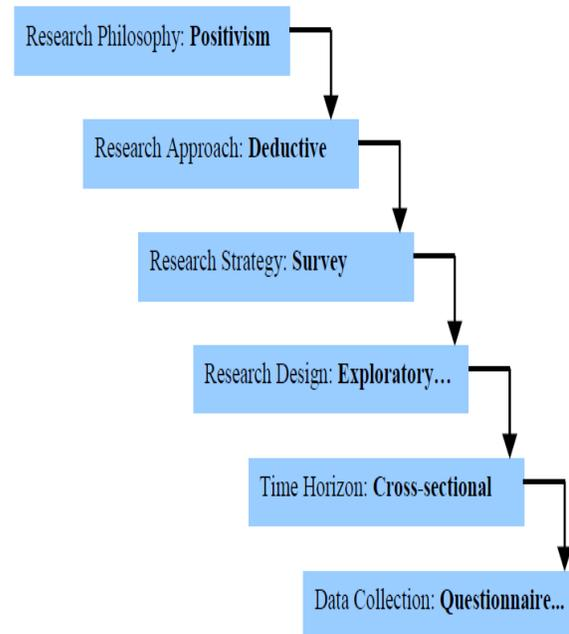 Research Philosophy: Positivism
Research Approach: Deductive
Research Strategy: Survey
Research Design: Exploratory…
Time Horizon: Cross-sectional
Data Collection: Questionnaire...